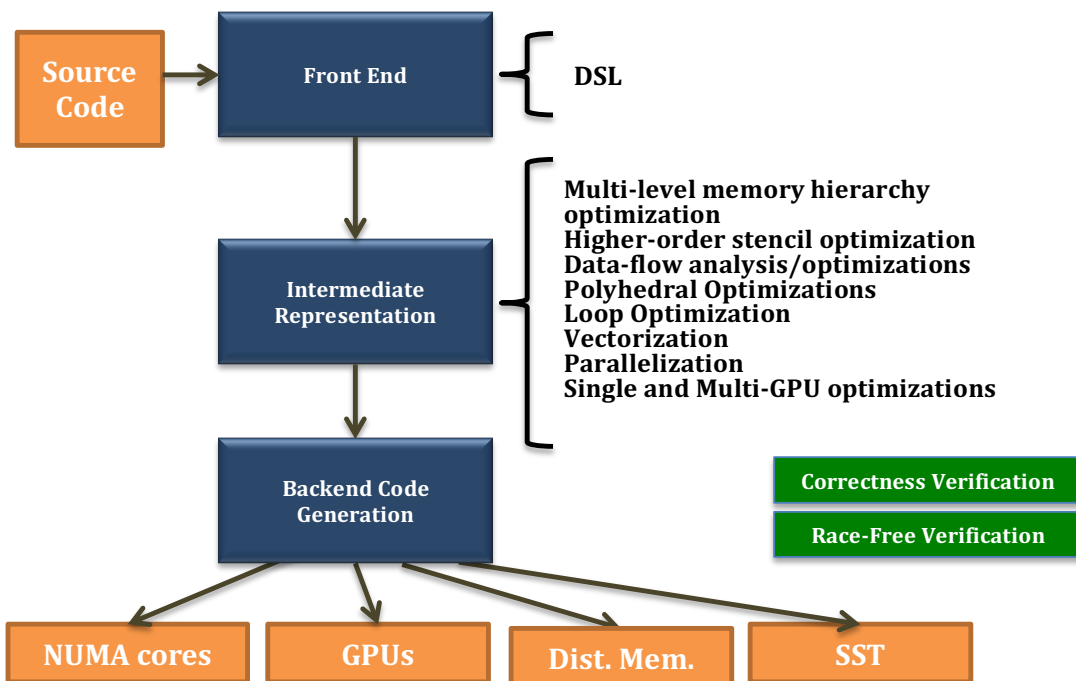 Source
Code
Front End
DSL
Multi-level memory hierarchy
optimization
Higher-order stencil optimization
Data-flow analysis/optimizations
Polyhedral Optimizations
Loop Optimization
Vectorization
Parallelization
Single and Multi-GPU optimizations
Intermediate
Representation
Backend Code
Generation
Correctness Verification
Race-Free Verification
NUMA cores
GPUs
Dist. Mem.
SST